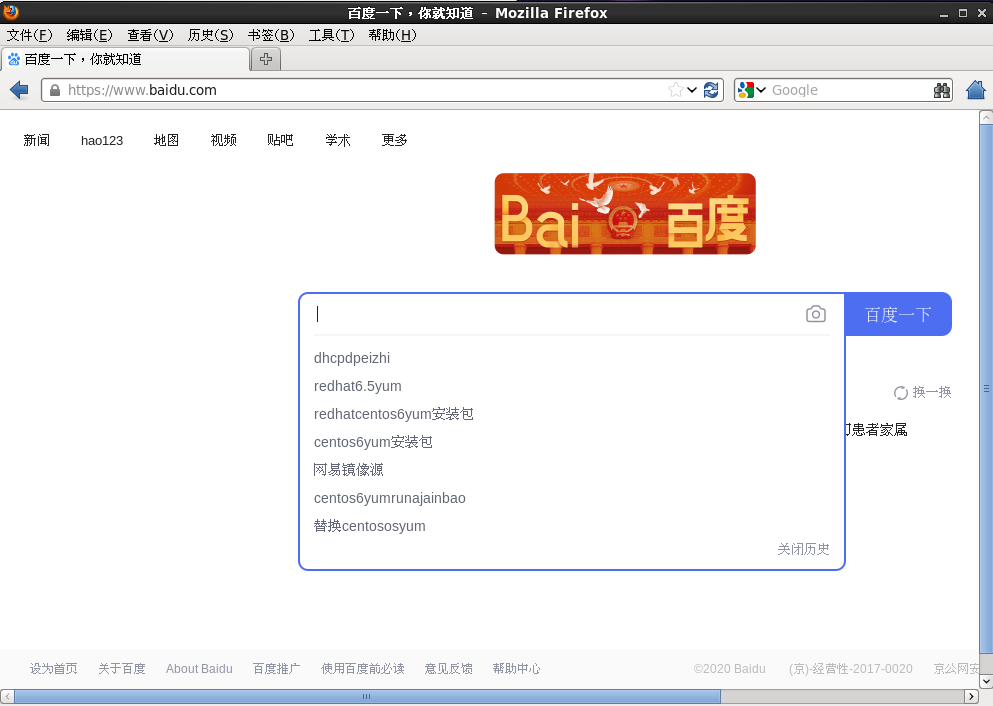 百度一下，你就知道 - Mozilla Firefox
文件(F) 编辑(E) 查看(V) 历史(S) 书签(B) 工具(T) 帮助(H)
百度一下，你就知道
https://www.baidu.com Google
新闻 hao123 地图 视频 贴吧 学术 更多
Bai 百度
百度一下
dhcpdpeizhi
redhat6.5yum
换一换
redhatcentos6yum安装包
患者家属
centos6yum安装包
网易镜像源
centos6yumrunajainbao
替换centososyum
关闭历史
设为首页 关于百度 About Baidu 百度推广 使用百度前必读 意见反馈 帮助中心 ©2020 Baidu (京)-经营性-2017-0020 京公网安